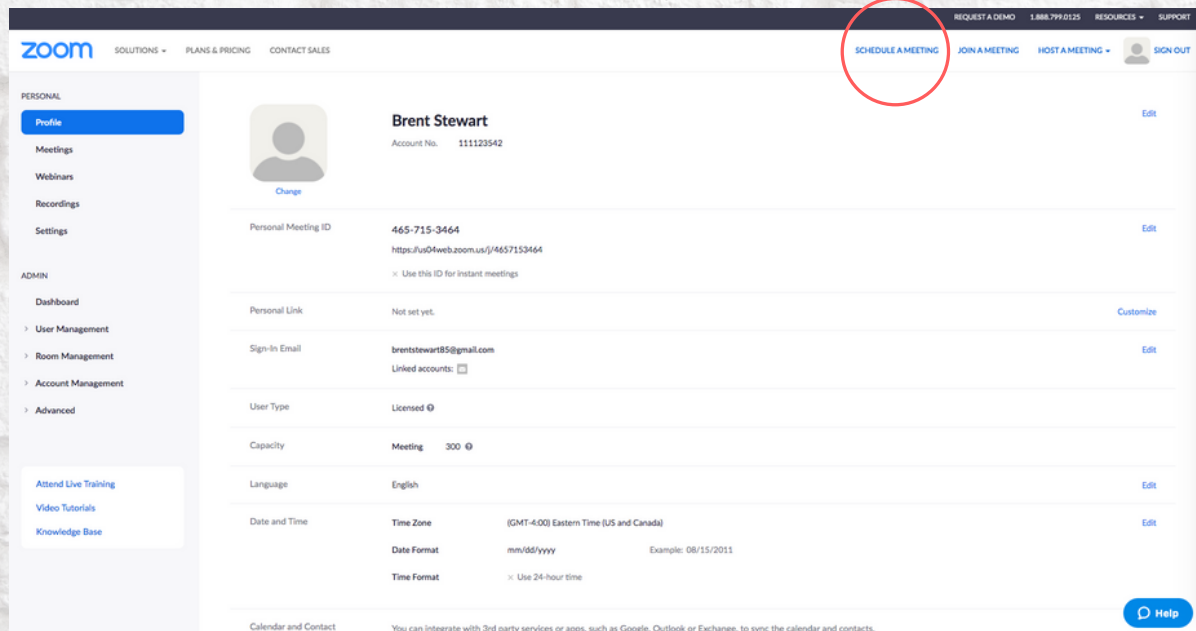 REQUEST A DEMO 1.888.799.0125 RESOURCES SUPPORT
zoom SOLUTIONS PLANS & PRICING CONTACT SALES SCHEDULE A MEETING JOIN A MEETING HOST A MEETING SIGN OUT
PERSONAL
Profile
Meetings
Webinars
Recordings
Settings
ADMIN
Dashboard
User Management
Room Management
Account Management
Advanced
Attend Live Training
Video Tutorials
Knowledge Base
Change
Brent Stewart Edit
Account No. 111123542
Personal Meeting ID 465-715-3464 Edit
https://us04web.zoom.us/j/4657153464
× Use this ID for instant meetings
Personal Link Not set yet. Customize
Sign-In Email brentstewart85@gmail.com Edit
Linked accounts:
User Type Licensed
Capacity Meeting 300
Language English Edit
Date and Time Time Zone (GMT-4:00) Eastern Time (US and Canada) Edit
Date Format mm/dd/yyyy Example: 08/15/2011
Time Format × Use 24-hour time
Calendar and Contact You can integrate with 3rd party services or apps, such as Google, Outlook or Exchange, to sync the calendar and contacts.
Help